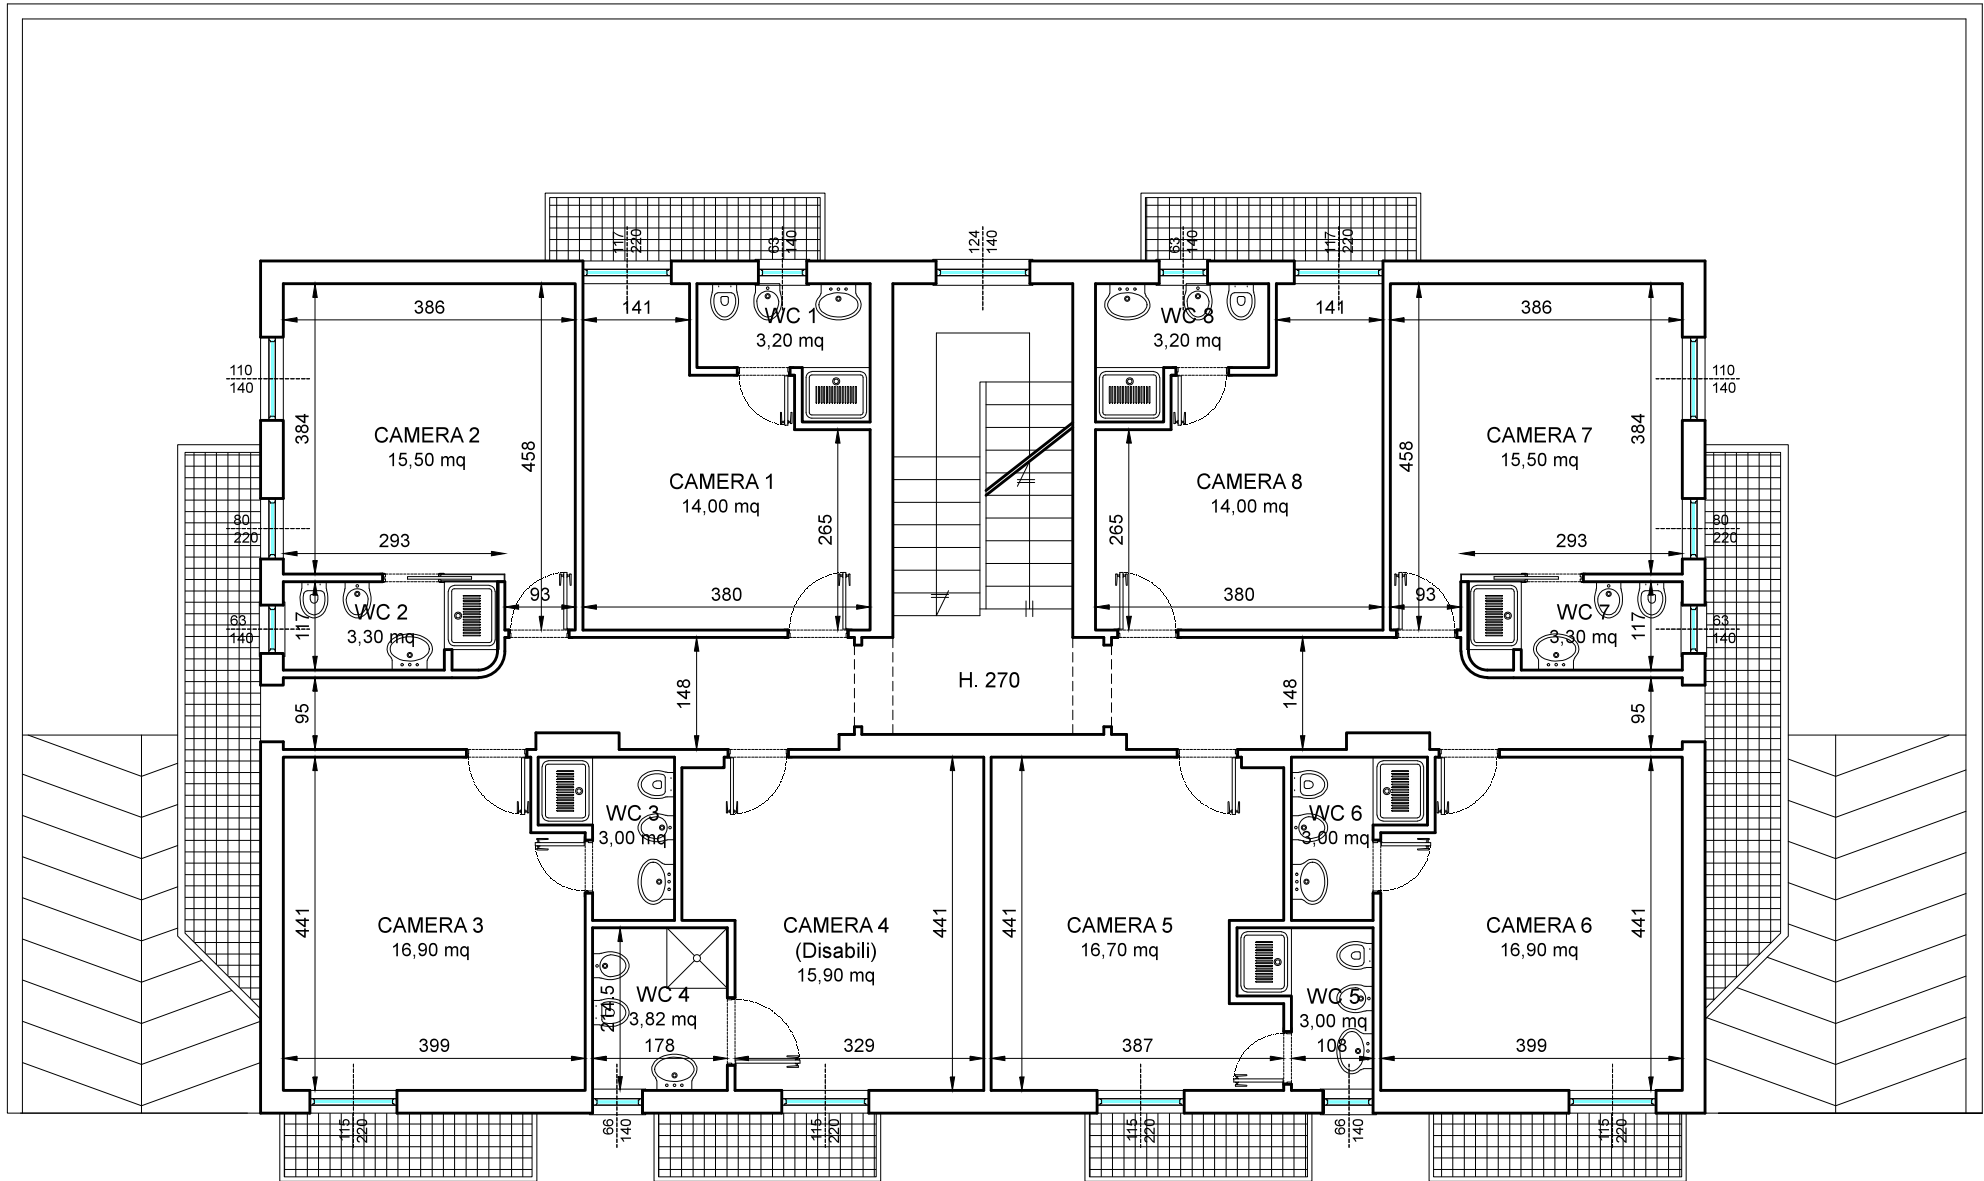 117
220
63
140
124
140
63
140
117
220
386
141
WC 1
3,20 mq
WC 8
3,20 mq
141
386
110
140
110
140
384
CAMERA 2
15,50 mq
458
CAMERA 1
14,00 mq
265
CAMERA 8
14,00 mq
265
458
CAMERA 7
15,50 mq
384
80
220
293
293
80
220
93
380
380
93
WC 2
3,30 mq
117
63
140
WC 7
3,30 mq
117
63
140
95
148
H. 270
148
95
WC 3
3,00 mq
WC 6
3,00 mq
441
CAMERA 3
16,90 mq
CAMERA 4
(Disabili)
15,90 mq
441
441
CAMERA 5
16,70 mq
CAMERA 6
16,90 mq
441
WC 4
3,82 mq
214.5
WC 5
3,00 mq
399
178
329
387
108
399
115
220
66
140
115
220
115
220
66
140
115
220